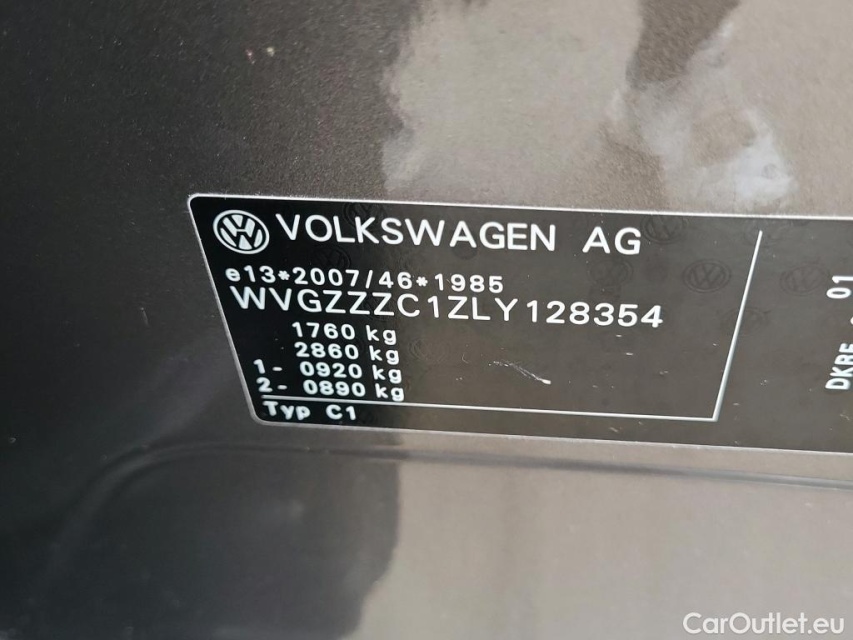 VOLKSWAGEN AG
e13*2007/46*1985
WVGZZZC1ZLY128354
1760 kg
2860 kg
1- 0920 kg
2- 0890 kg
Typ C1
01
CarOutlet.eu